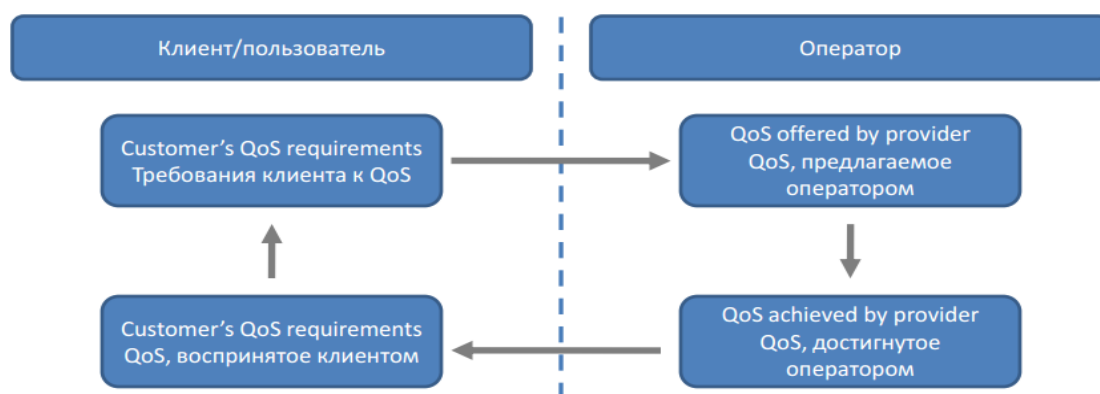 Клиент/пользователь
Оператор
Customer’s QoS requirements
Требования клиента к QoS
QoS offered by provider
QoS, предлагаемое
оператором
Customer’s QoS requirements
QoS, воспринятое клиентом
QoS achieved by provider
QoS, достигнутое
оператором